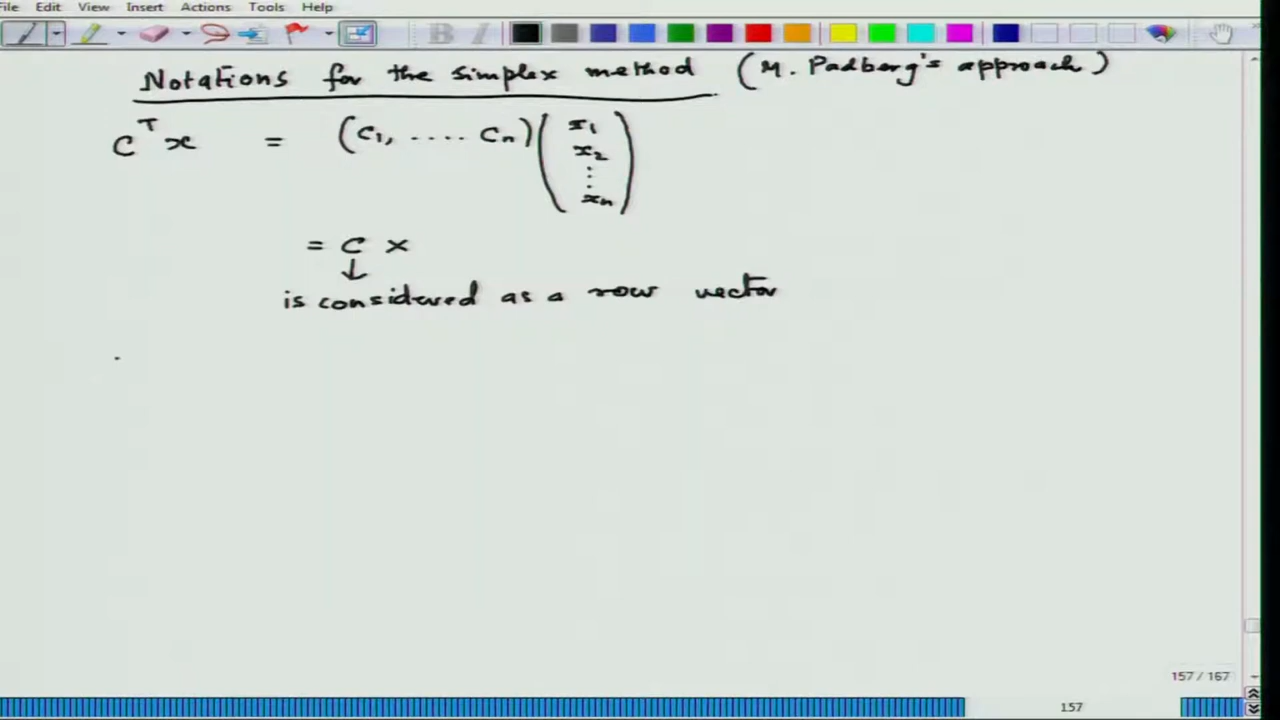 File Edit View Insert Actions Tools Help
Notations for the simplex method (M. Padberg's approach)
C^T x = (C1, .... Cn) (x1 x2 ⋮ xn)
= C x
↓
is considered as a row vector
157 / 167
157